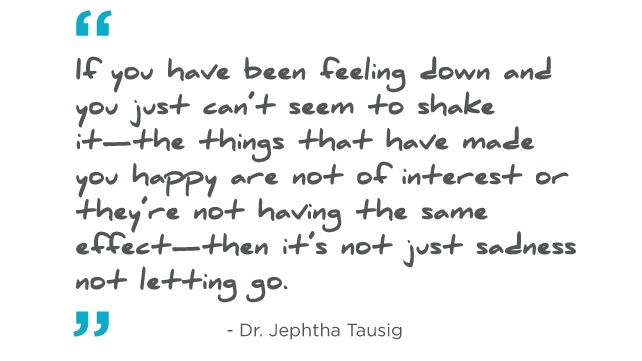 “
If you have been feeling down and
you just can't seem to shake
it—the things that have made
you happy are not of interest or
they're not having the same
effect—then it's not just sadness
not letting go.
”
- Dr. Jephtha Tausig